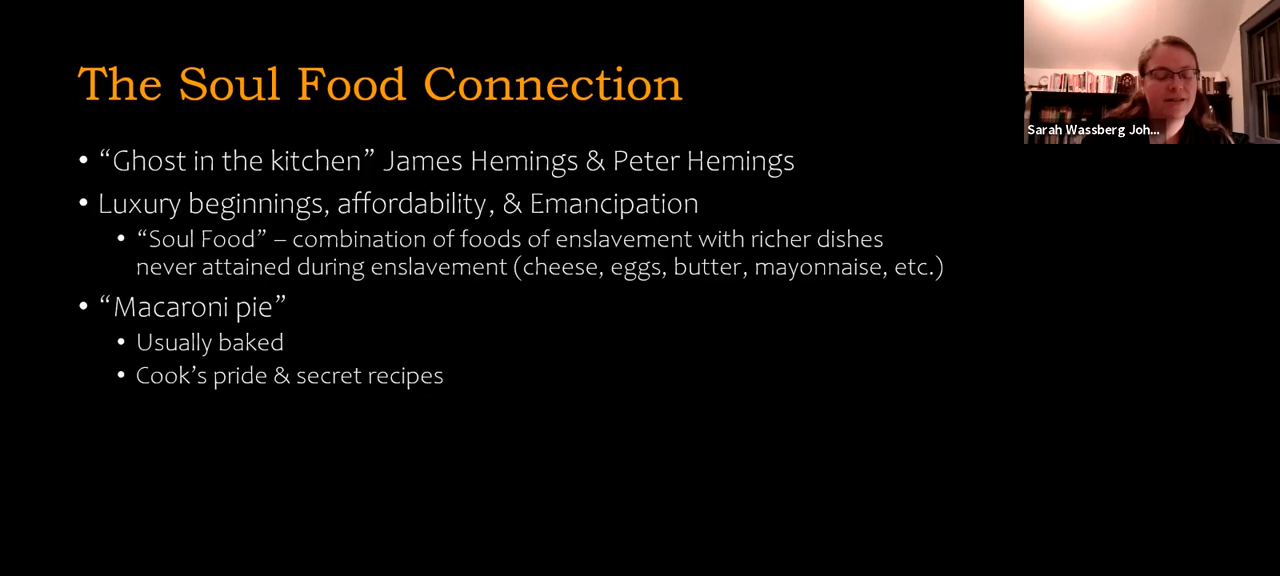 The Soul Food Connection
• “Ghost in the kitchen” James Hemings & Peter Hemings
• Luxury beginnings, affordability, & Emancipation
• “Soul Food” – combination of foods of enslavement with richer dishes
never attained during enslavement (cheese, eggs, butter, mayonnaise, etc.)
• “Macaroni pie”
• Usually baked
• Cook’s pride & secret recipes
Sarah Wassberg Joh...